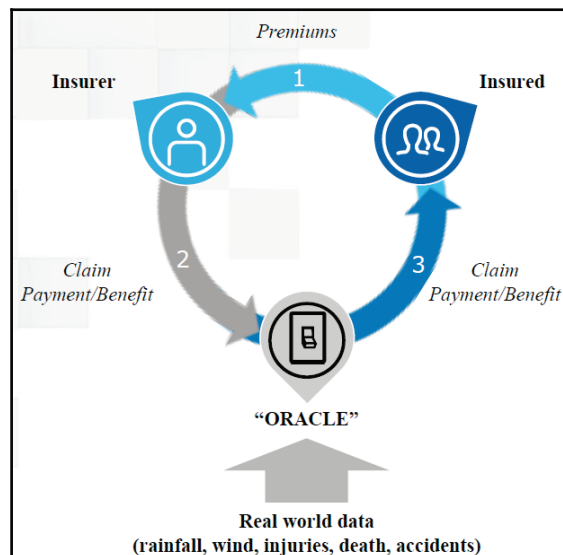 Premiums
Insurer
1
Insured
2
3
Claim
Payment/Benefit
Claim
Payment/Benefit
“ORACLE”
Real world data
(rainfall, wind, injuries, death, accidents)